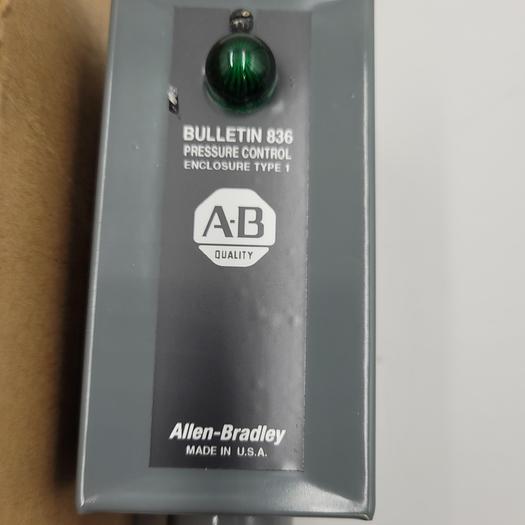 BULLETIN 836
PRESSURE CONTROL
ENCLOSURE TYPE 1
A-B
QUALITY
Allen-Bradley
MADE IN U.S.A.